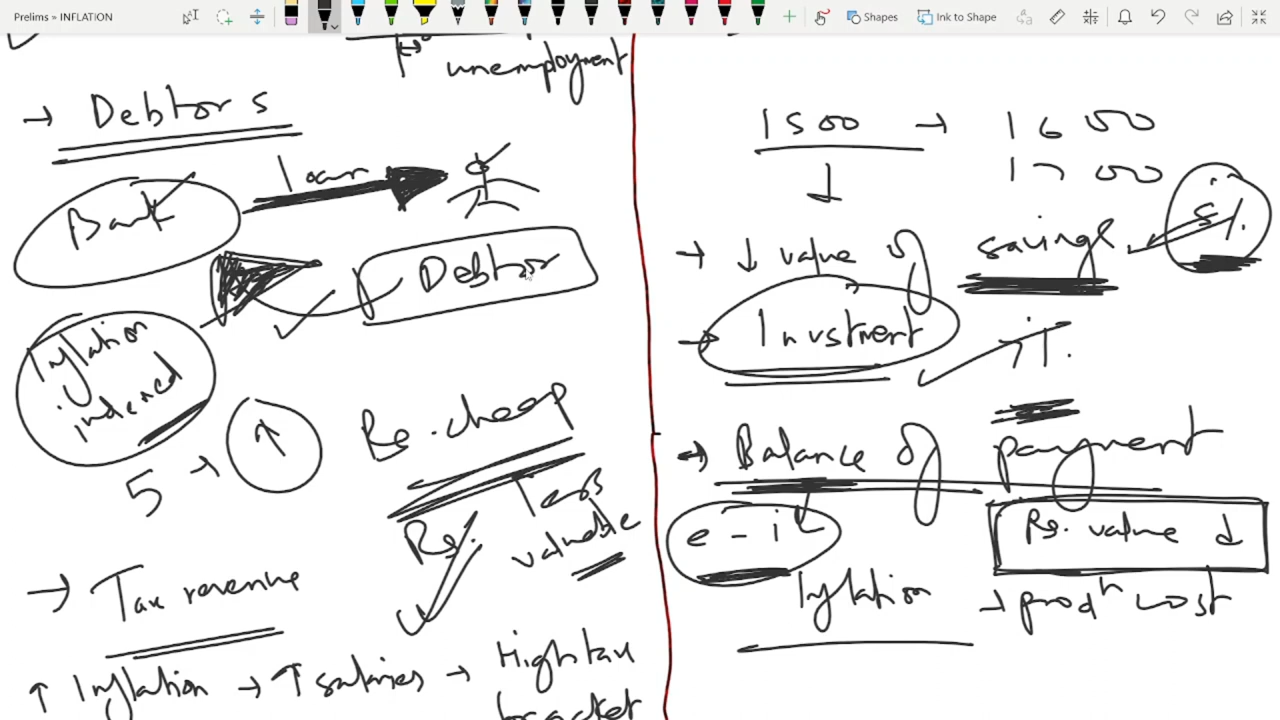 Prelims » INFLATION
Shapes
Ink to Shape
unemployment
→ Debtors
Bank
loan
Debtor
Inflation
indexed
5 → ↑
Rs. cheap
Rs.
less
valuable
→ Tax revenue
↑ Inflation → ↑ salaries → High tax
bracket
1500 → 1600
1700
↓
→ ↓ value of savings
5%
→ Invstment
7%
→ Balance of payment
e - i
Rs. value ↓
Inflation → prodn cost